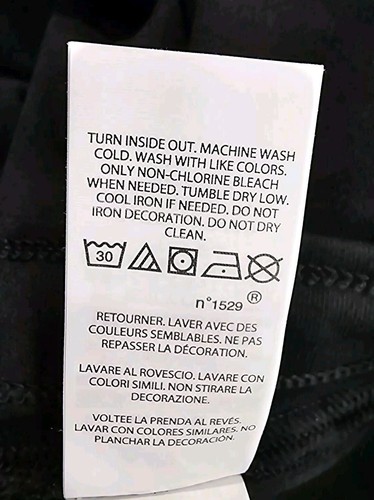 TURN INSIDE OUT. MACHINE WASH
COLD. WASH WITH LIKE COLORS.
ONLY NON-CHLORINE BLEACH
WHEN NEEDED. TUMBLE DRY LOW.
COOL IRON IF NEEDED. DO NOT
IRON DECORATION. DO NOT DRY
CLEAN.
30
n°1529 ®
RETOURNER. LAVER AVEC DES
COULEURS SEMBLABLES. NE PAS
REPASSER LA DÉCORATION.
LAVARE AL ROVESCIO. LAVARE CON
COLORI SIMILI. NON STIRARE LA
DECORAZIONE.
VOLTEE LA PRENDA AL REVÉS.
LAVAR CON COLORES SIMILARES. NO
PLANCHAR LA DECORACIÓN.